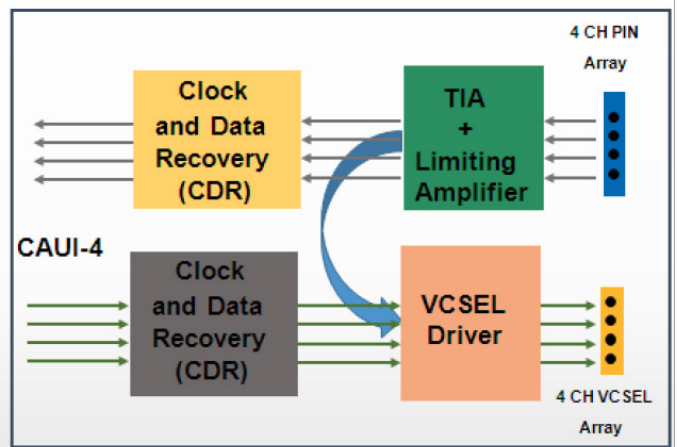 4 CH PIN
Array
Clock
and Data
Recovery
(CDR)
TIA
+
Limiting
Amplifier
CAUI-4
Clock
and Data
Recovery
(CDR)
VCSEL
Driver
4 CH VCSEL
Array